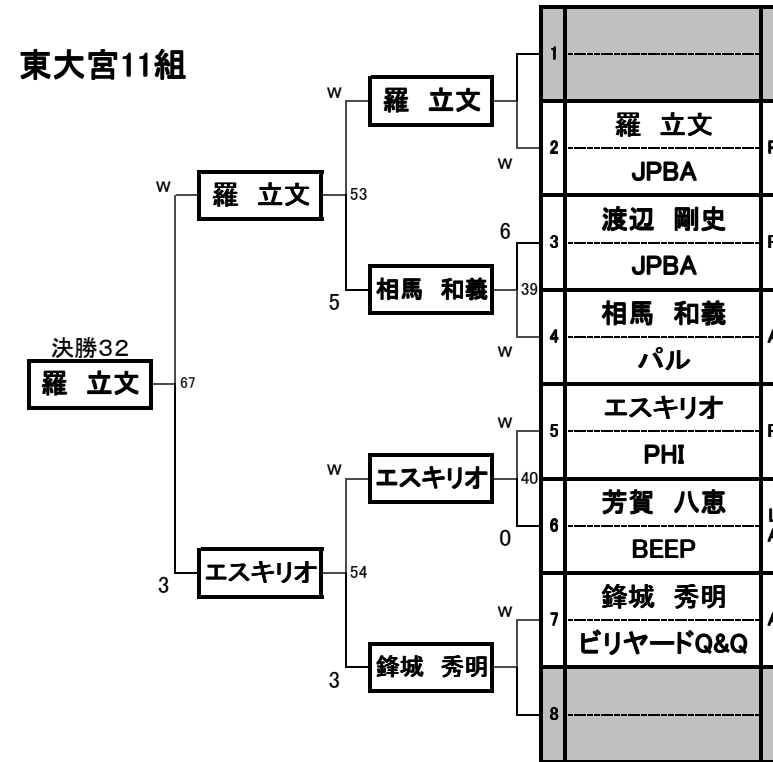 東大宮11組
1
w
羅 立文
羅 立文
2
JPBA
w
w
羅 立文
53
6
渡辺 剛史
3
JPBA
5
相馬 和義
39
相馬 和義
4
w
パル
決勝32
羅 立文
67
エスキリオ
w
5
PHI
w
エスキリオ
40
芳賀 八恵
6
0
BEEP
3
エスキリオ
54
鋒城 秀明
w
7
ビリヤードQ&Q
3
鋒城 秀明
8